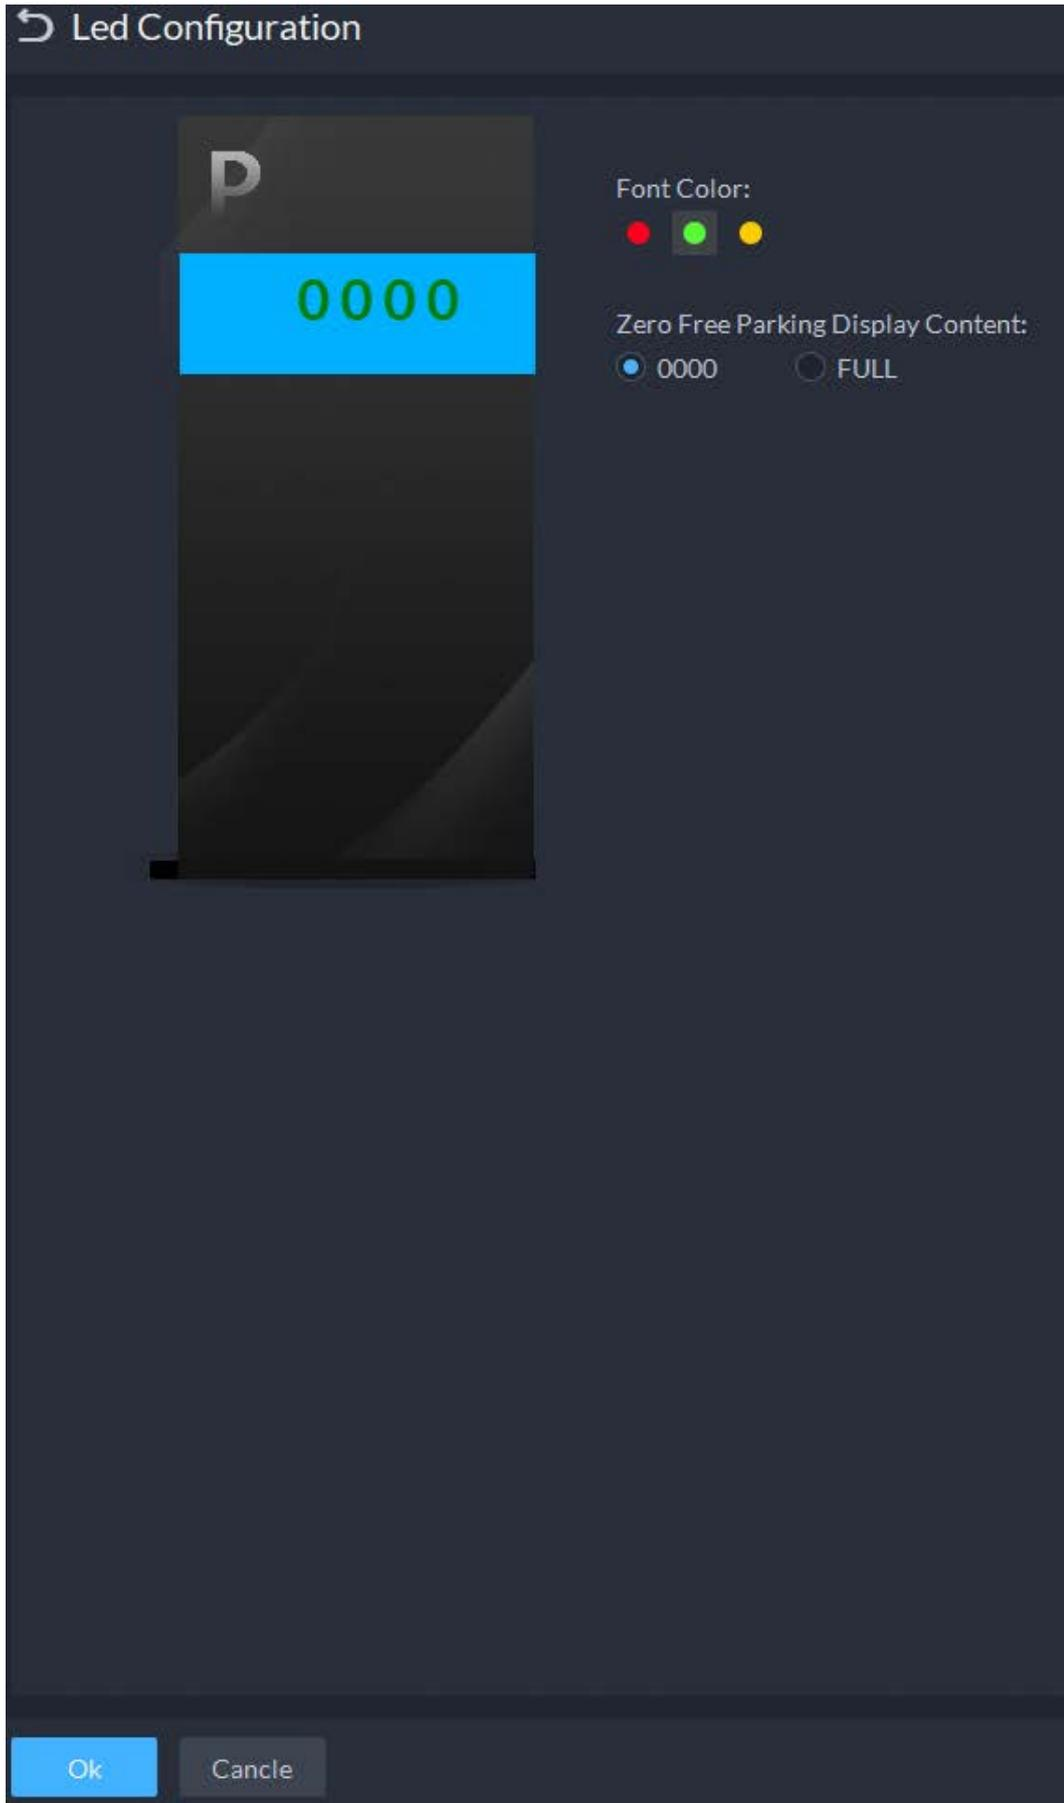 Led Configuration
P
0000
Font Color:
Zero Free Parking Display Content:
0000 FULL
Ok Cancle